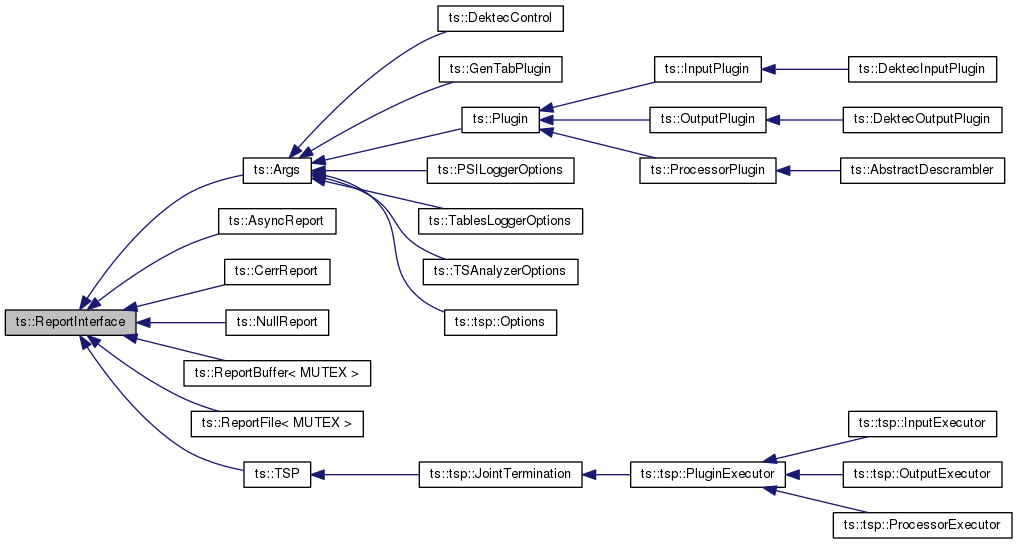 ts::DektecControl
ts::GenTabPlugin
ts::InputPlugin
ts::DektecInputPlugin
ts::Plugin
ts::OutputPlugin
ts::DektecOutputPlugin
ts::Args
ts::PSILoggerOptions
ts::ProcessorPlugin
ts::AbstractDescrambler
ts::AsyncReport
ts::TablesLoggerOptions
ts::CerrReport
ts::TSAnalyzerOptions
ts::ReportInterface
ts::NullReport
ts::tsp::Options
ts::ReportBuffer< MUTEX >
ts::ReportFile< MUTEX >
ts::tsp::InputExecutor
ts::TSP
ts::tsp::JointTermination
ts::tsp::PluginExecutor
ts::tsp::OutputExecutor
ts::tsp::ProcessorExecutor